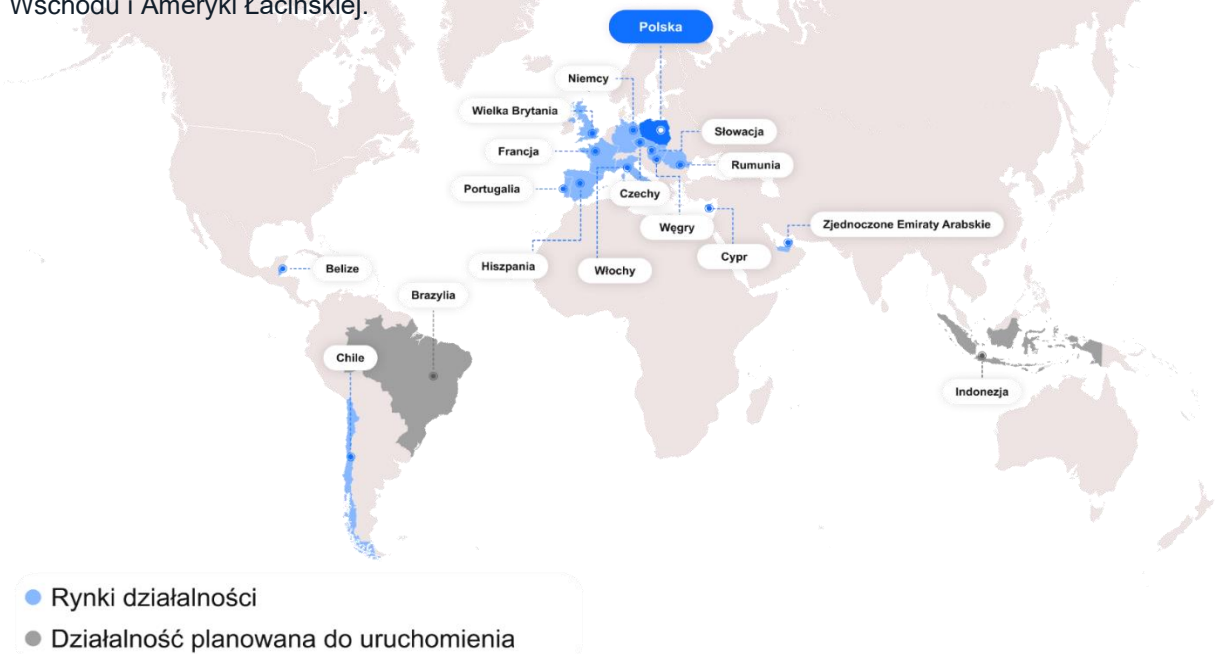 Wschodu i Ameryki Łacińskiej.
Polska
Niemcy
Wielka Brytania
Słowacja
Francja
Rumunia
Portugalia
Czechy
Węgry
Zjednoczone Emiraty Arabskie
Cypr
Hiszpania
Włochy
Belize
Brazylia
Chile
Indonezja
Rynki działalności
Działalność planowana do uruchomienia